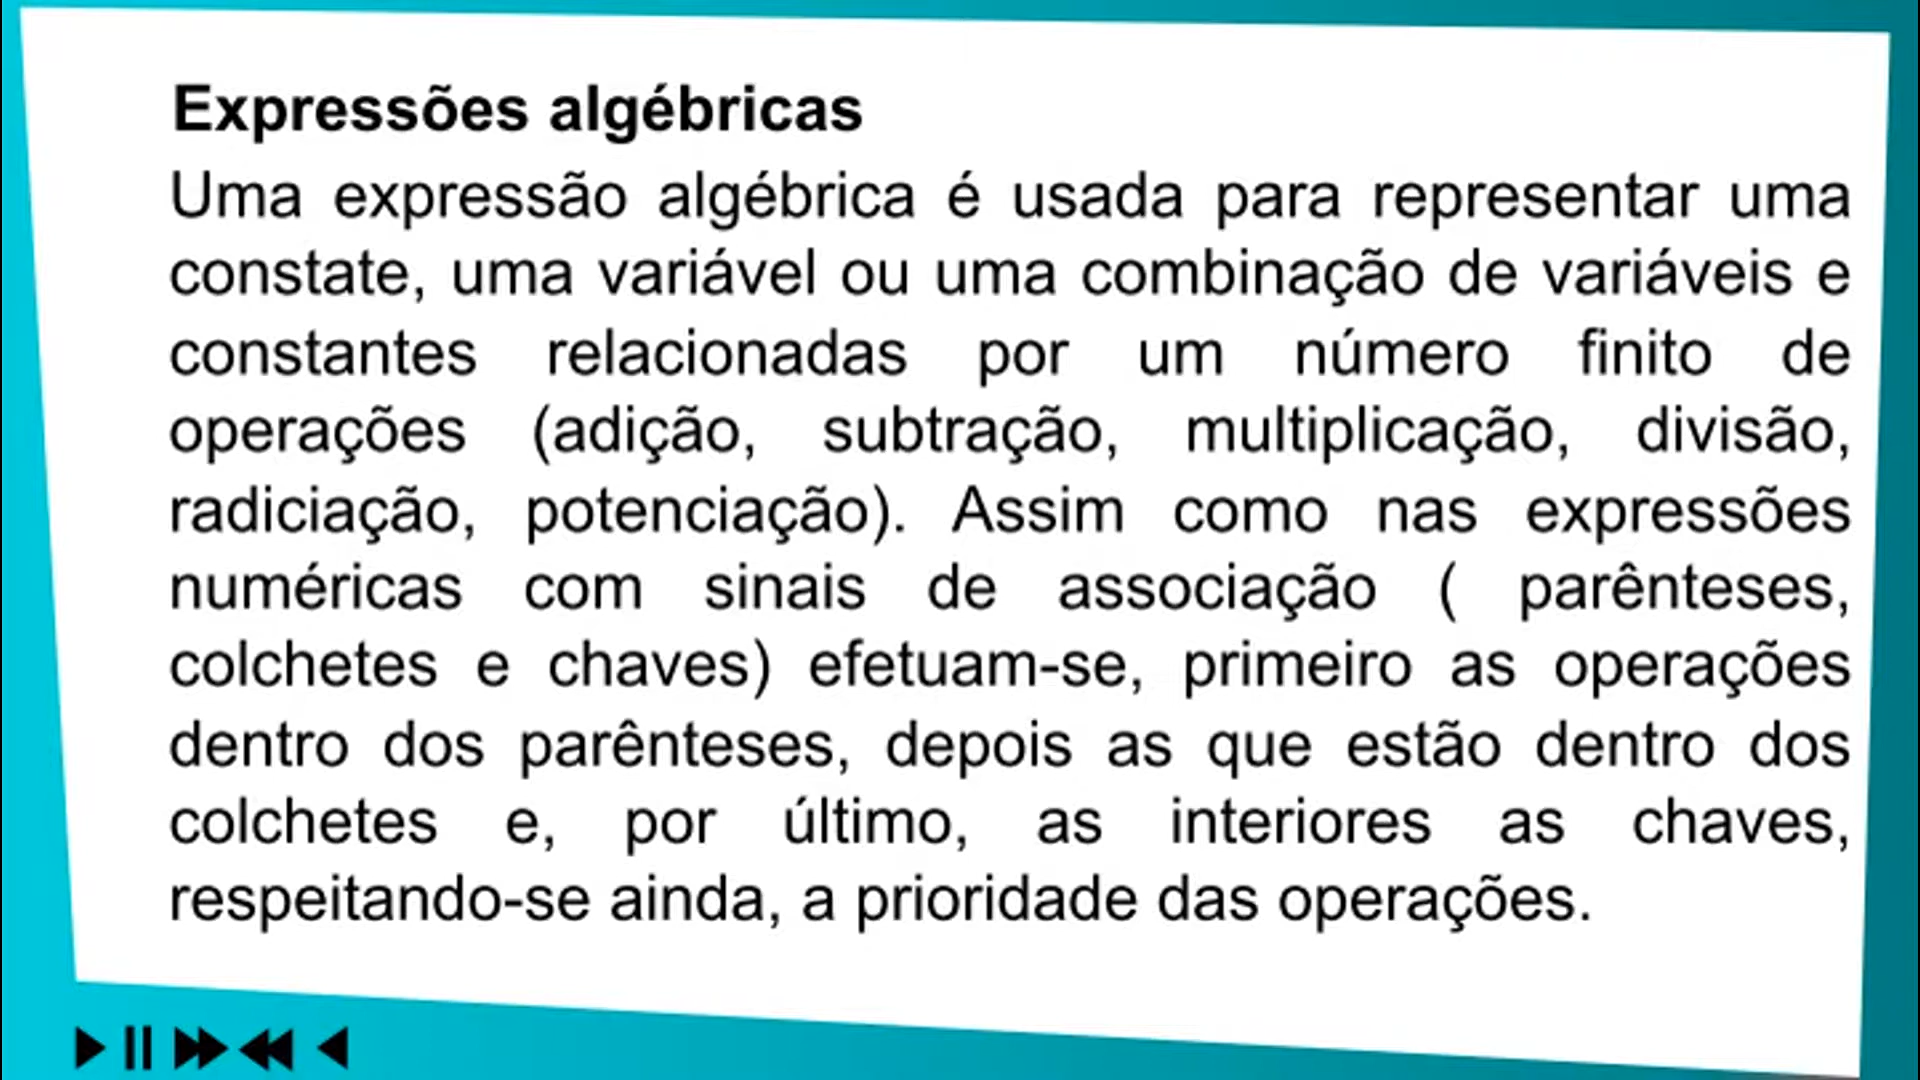 Expressões algébricas
Uma expressão algébrica é usada para representar uma
constate, uma variável ou uma combinação de variáveis e
constantes relacionadas por um número finito de
operações (adição, subtração, multiplicação, divisão,
radiciação, potenciação). Assim como nas expressões
numéricas com sinais de associação ( parênteses,
colchetes e chaves) efetuam-se, primeiro as operações
dentro dos parênteses, depois as que estão dentro dos
colchetes e, por último, as interiores as chaves,
respeitando-se ainda, a prioridade das operações.